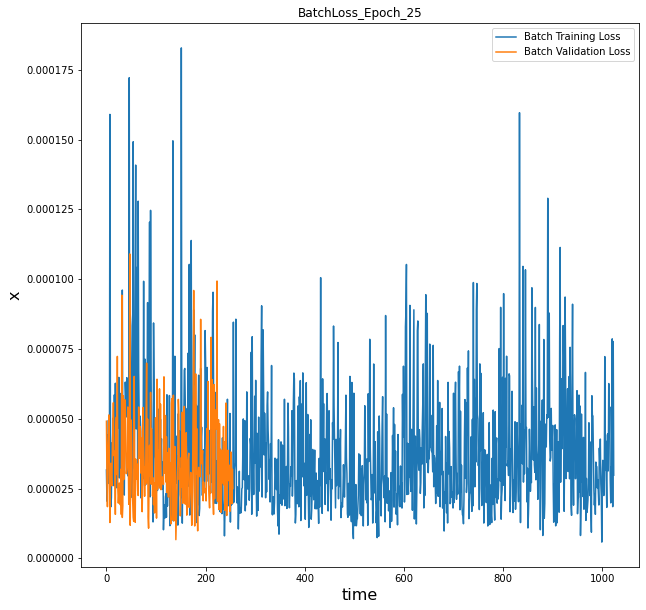 BatchLoss_Epoch_25
Batch Training Loss
Batch Validation Loss
0.000175
0.000150
0.000125
0.000100
0.000075
0.000050
0.000025
0.000000
x
0 200 400 600 800 1000
time